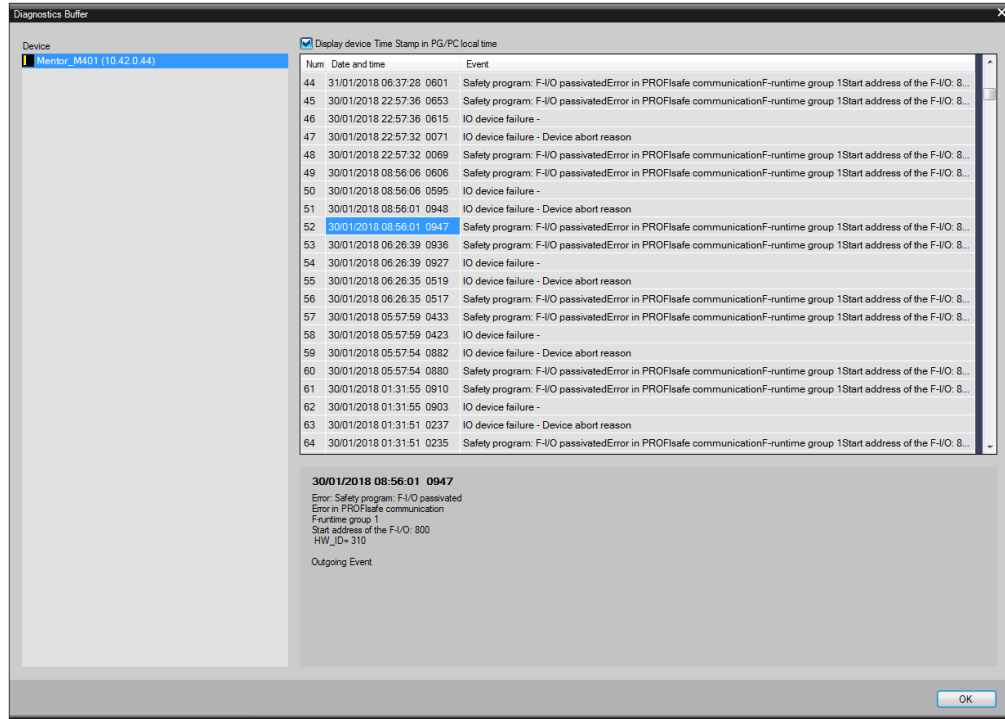 Diagnostics Buffer
Device
Mentor_M401 (10.42.0.44)
Display device Time Stamp in PG/PC local time
Num Date and time Event
44 31/01/2018 06:37:28 0601 Safety program: F-I/O passivatedError in PROFIsafe communicationF-runtime group 1Start address of the F-I/O: 8...
45 30/01/2018 22:57:36 0653 Safety program: F-I/O passivatedError in PROFIsafe communicationF-runtime group 1Start address of the F-I/O: 8...
46 30/01/2018 22:57:36 0615 IO device failure -
47 30/01/2018 22:57:32 0071 IO device failure - Device abort reason
48 30/01/2018 22:57:32 0069 Safety program: F-I/O passivatedError in PROFIsafe communicationF-runtime group 1Start address of the F-I/O: 8...
49 30/01/2018 08:56:06 0606 Safety program: F-I/O passivatedError in PROFIsafe communicationF-runtime group 1Start address of the F-I/O: 8...
50 30/01/2018 08:56:06 0595 IO device failure -
51 30/01/2018 08:56:01 0948 IO device failure - Device abort reason
52 30/01/2018 08:56:01 0947 Safety program: F-I/O passivatedError in PROFIsafe communicationF-runtime group 1Start address of the F-I/O: 8...
53 30/01/2018 06:26:39 0936 Safety program: F-I/O passivatedError in PROFIsafe communicationF-runtime group 1Start address of the F-I/O: 8...
54 30/01/2018 06:26:39 0927 IO device failure -
55 30/01/2018 06:26:35 0519 IO device failure - Device abort reason
56 30/01/2018 06:26:35 0517 Safety program: F-I/O passivatedError in PROFIsafe communicationF-runtime group 1Start address of the F-I/O: 8...
57 30/01/2018 05:57:59 0433 Safety program: F-I/O passivatedError in PROFIsafe communicationF-runtime group 1Start address of the F-I/O: 8...
58 30/01/2018 05:57:59 0423 IO device failure -
59 30/01/2018 05:57:54 0882 IO device failure - Device abort reason
60 30/01/2018 05:57:54 0880 Safety program: F-I/O passivatedError in PROFIsafe communicationF-runtime group 1Start address of the F-I/O: 8...
61 30/01/2018 01:31:55 0910 Safety program: F-I/O passivatedError in PROFIsafe communicationF-runtime group 1Start address of the F-I/O: 8...
62 30/01/2018 01:31:55 0903 IO device failure -
63 30/01/2018 01:31:51 0237 IO device failure - Device abort reason
64 30/01/2018 01:31:51 0235 Safety program: F-I/O passivatedError in PROFIsafe communicationF-runtime group 1Start address of the F-I/O: 8...
30/01/2018 08:56:01 0947
Error: Safety program: F-I/O passivated
Error in PROFIsafe communication
F-runtime group 1
Start address of the F-I/O: 800
HW_ID= 310
Outgoing Event
OK